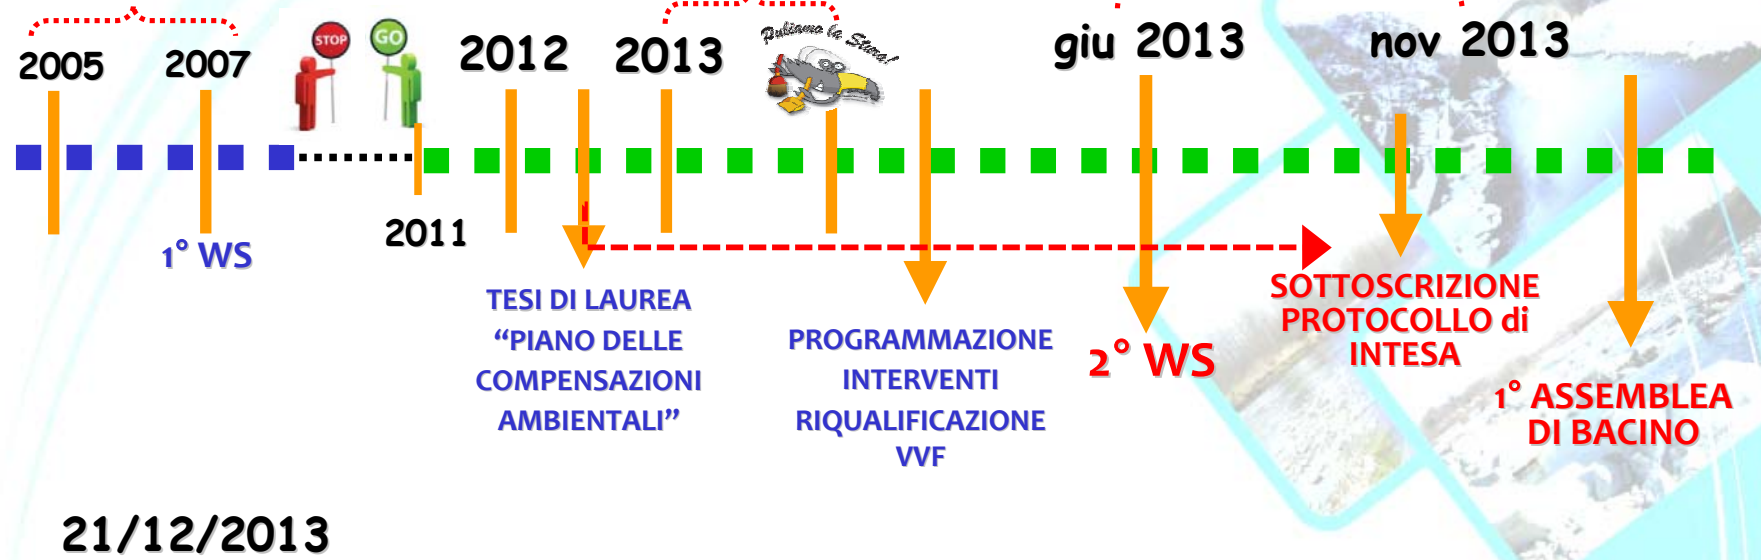 2005
2007
STOP
GO
2012
2013
Puliamo la Stura!
giu 2013
nov 2013
1° WS
2011
TESI DI LAUREA
“PIANO DELLE
COMPENSAZIONI
AMBIENTALI”
PROGRAMMAZIONE
INTERVENTI
RIQUALIFICAZIONE
VVF
2° WS
SOTTOSCRIZIONE
PROTOCOLLO di
INTESA
1° ASSEMBLEA
DI BACINO
21/12/2013